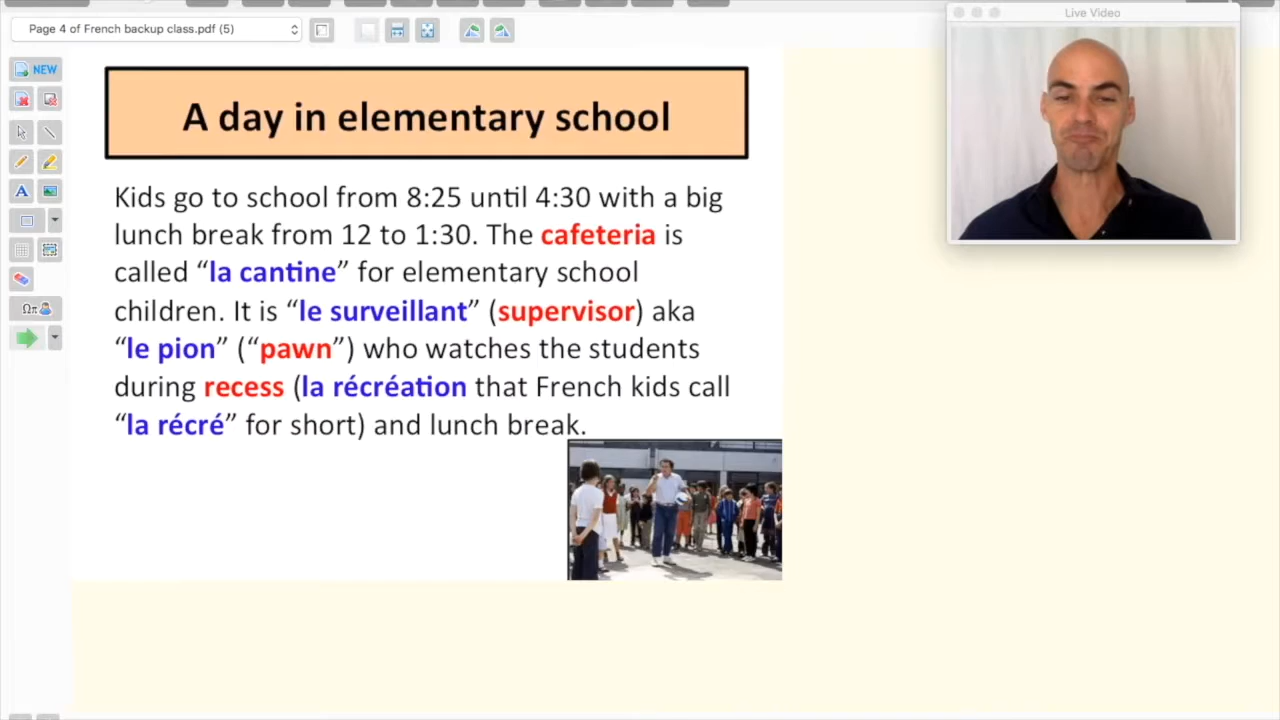 Page 4 of French backup class.pdf (5)
Live Video
NEW
A
Ωπ
A day in elementary school
Kids go to school from 8:25 until 4:30 with a big
lunch break from 12 to 1:30. The cafeteria is
called “la cantine” for elementary school
children. It is “le surveillant” (supervisor) aka
“le pion” (“pawn”) who watches the students
during recess (la récréation that French kids call
“la récré” for short) and lunch break.